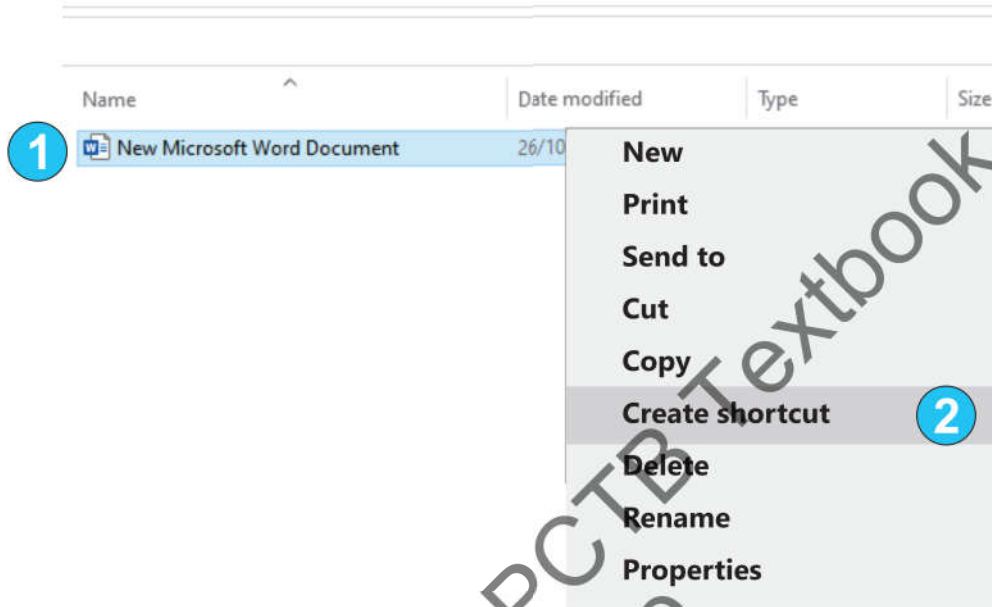 Name Date modified Type Size
1 New Microsoft Word Document 26/10
New
Print
Send to
Cut
Copy
Create shortcut 2
Delete
Rename
Properties
PCTB Textbook